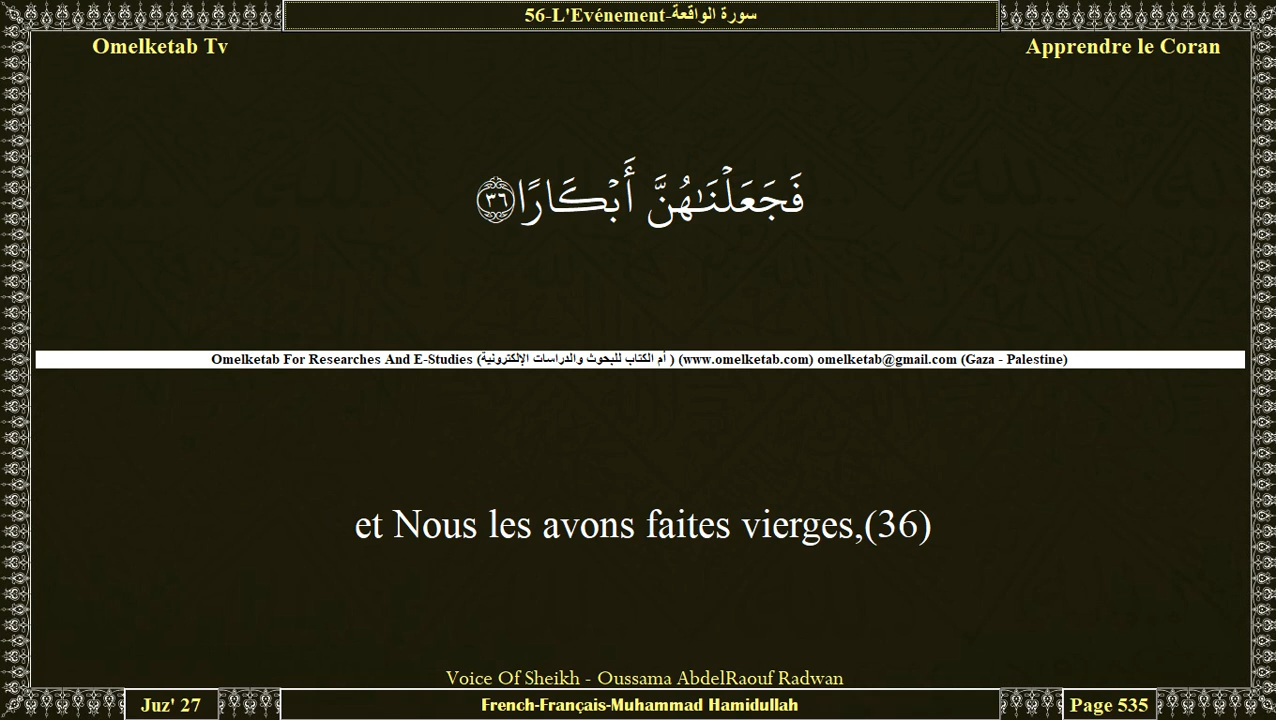 56-L'Evénement-سورة الواقعة
Omelketab Tv
Apprendre le Coran
فَجَعَلْنَـٰهُنَّ أَبْكَارًا ٣٦
Omelketab For Researches And E-Studies (أم الكتاب للبحوث والدراسات الإلكترونية ) (www.omelketab.com) omelketab@gmail.com (Gaza - Palestine)
et Nous les avons faites vierges,(36)
Voice Of Sheikh - Oussama AbdelRaouf Radwan
Juz' 27
French-Français-Muhammad Hamidullah
Page 535